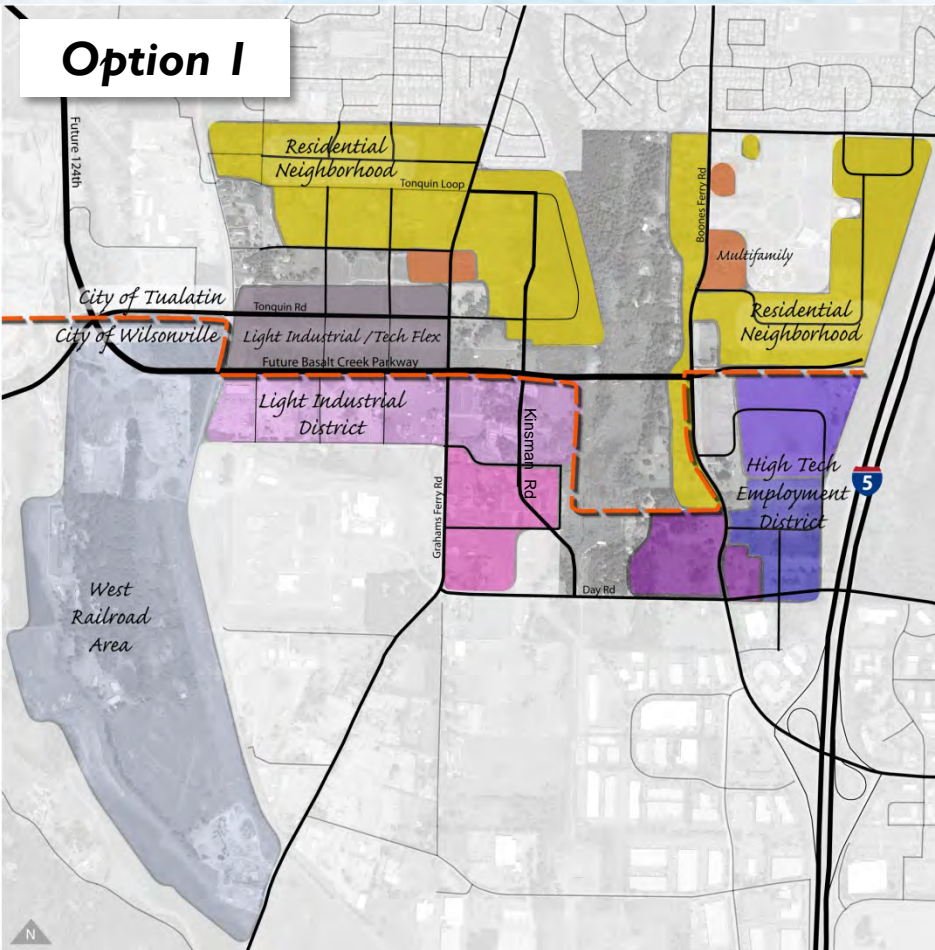 Option 1
Future 124th
Residential
Neighborhood
Tonquin Loop
Boones Ferry Rd
Multifamily
City of Tualatin
City of Wilsonville
Tonquin Rd
Light Industrial /Tech Flex
Future Basalt Creek Parkway
Residential
Neighborhood
Light Industrial
District
Kinsman Rd
Grahams Ferry Rd
High Tech
Employment
District
5
West
Railroad
Area
Day Rd
N